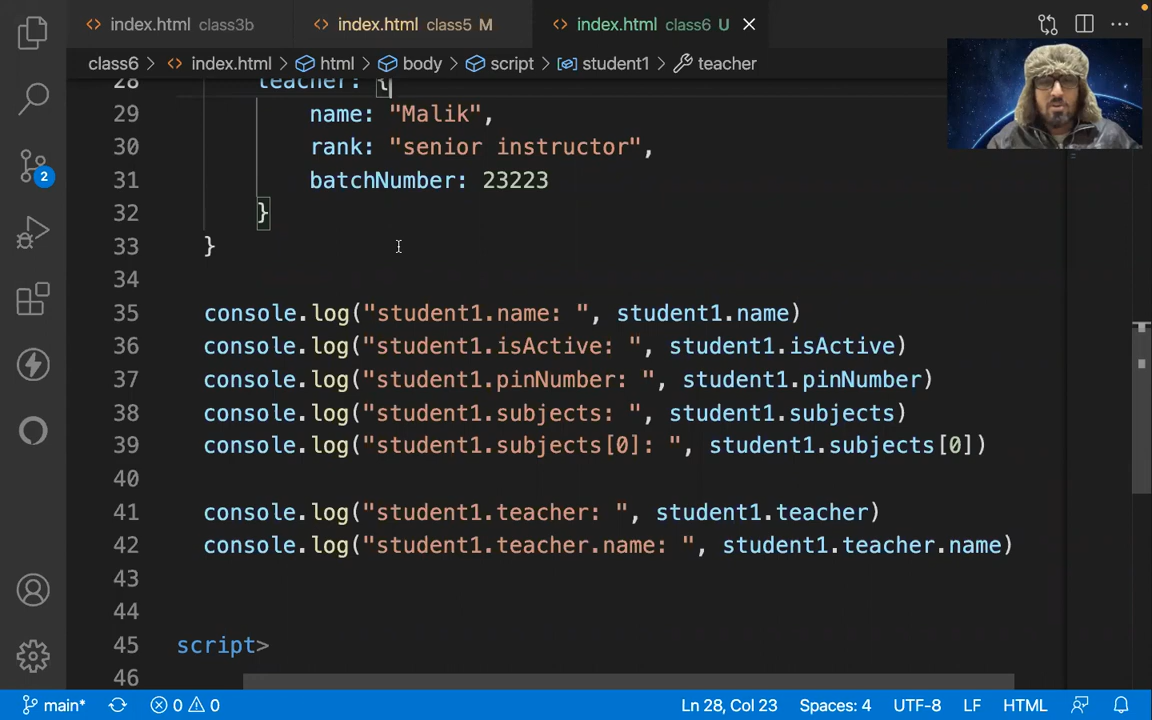 index.html class3b index.html class5 M index.html class6 U
class6 > index.html > html > body > script > student1 > teacher
28 teacher: {
29 name: "Malik",
30 rank: "senior instructor",
31 batchNumber: 23223
32 }
33 }
34
35 console.log("student1.name: ", student1.name)
36 console.log("student1.isActive: ", student1.isActive)
37 console.log("student1.pinNumber: ", student1.pinNumber)
38 console.log("student1.subjects: ", student1.subjects)
39 console.log("student1.subjects[0]: ", student1.subjects[0])
40
41 console.log("student1.teacher: ", student1.teacher)
42 console.log("student1.teacher.name: ", student1.teacher.name)
43
44
45 script>
46
2
main* 0 0 Ln 28, Col 23 Spaces: 4 UTF-8 LF HTML